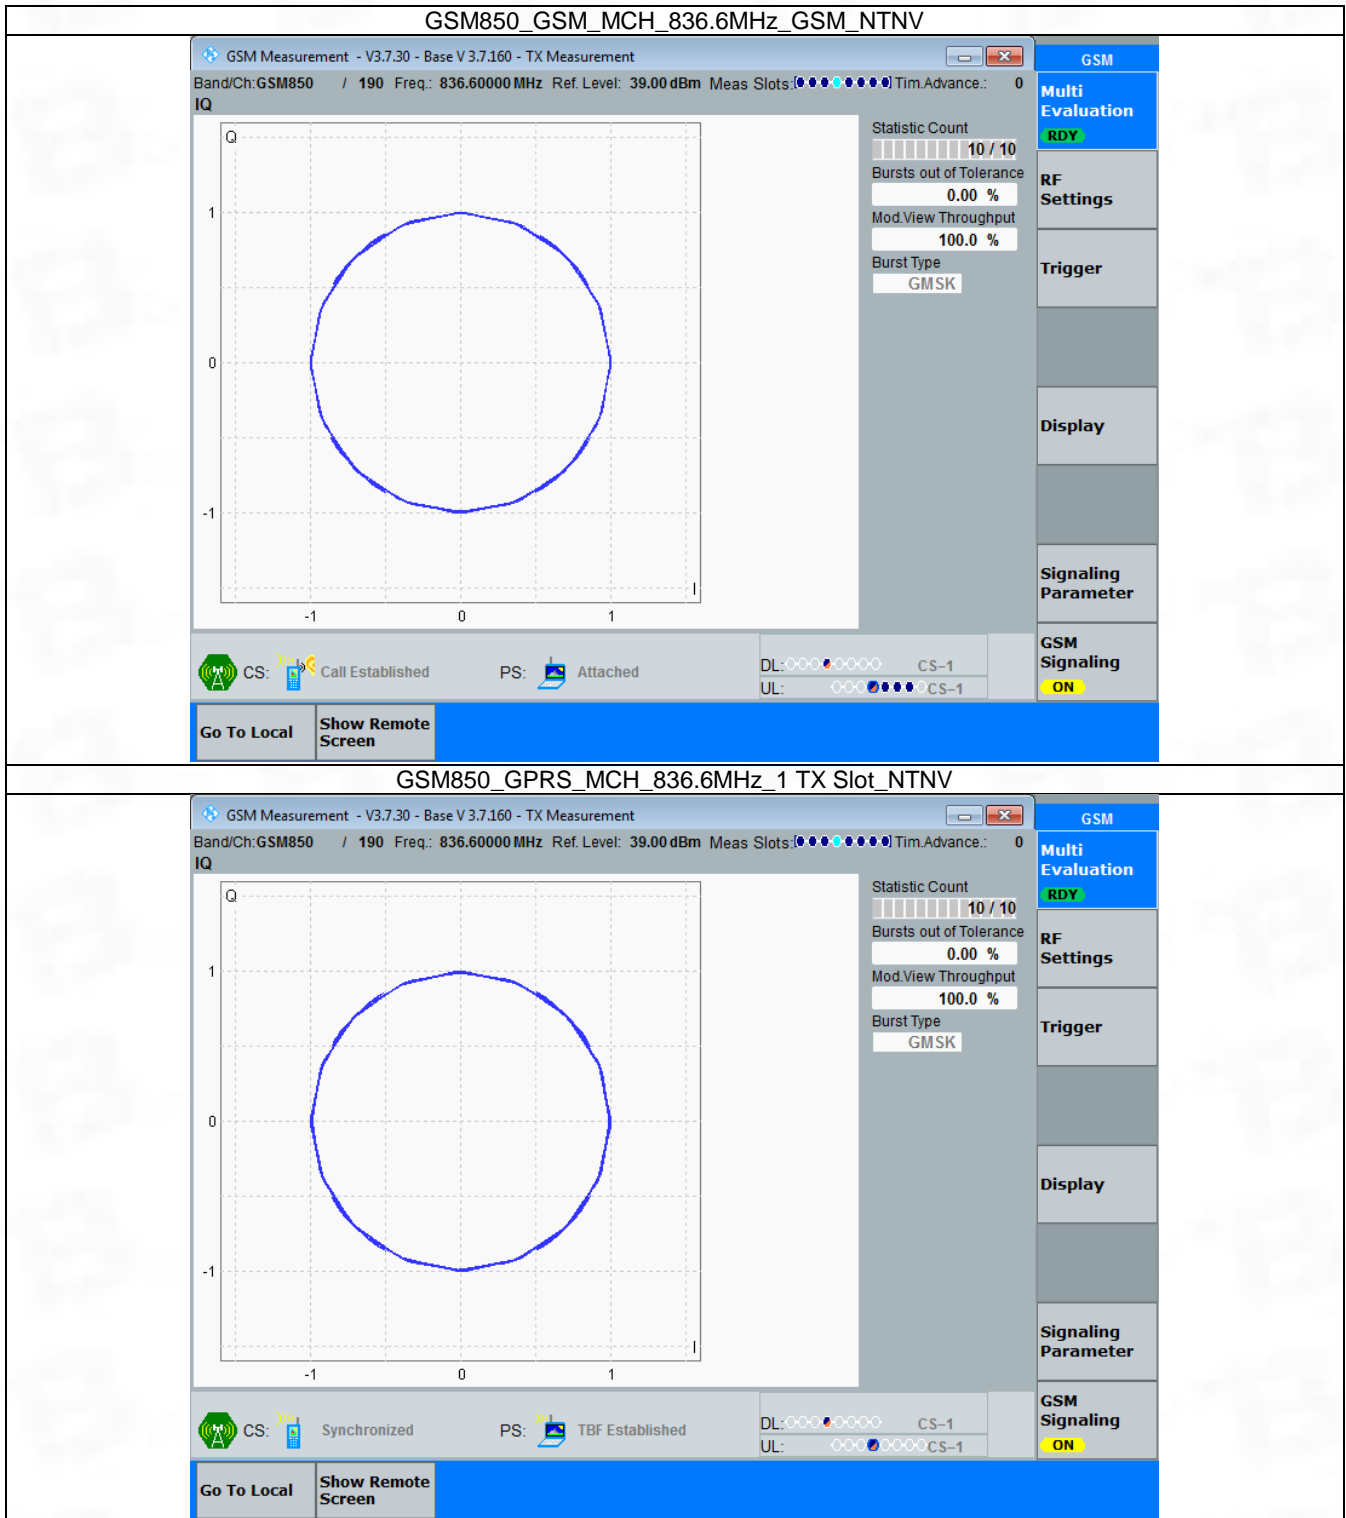 GSM850_GSM_MCH_836.6MHz_GSM_NTNV
GSM Measurement - V3.7.30 - Base V 3.7.160 - TX Measurement
GSM
Band/Ch: GSM850 / 190 Freq.: 836.60000 MHz Ref. Level: 39.00 dBm Meas Slots: Tim.Advance.: 0
IQ
Multi
Evaluation
RDY
Q
Statistic Count
10 / 10
Bursts out of Tolerance
0.00 %
Mod.View Throughput
100.0 %
Burst Type
GMSK
RF
Settings
Trigger
Display
Signaling
Parameter
GSM
Signaling
ON
1
0
-1
I
-1 0 1
CS: Call Established PS: Attached
DL: CS-1
UL: CS-1
Go To Local
Show Remote
Screen
GSM850_GPRS_MCH_836.6MHz_1 TX Slot_NTNV
GSM Measurement - V3.7.30 - Base V 3.7.160 - TX Measurement
GSM
Band/Ch: GSM850 / 190 Freq.: 836.60000 MHz Ref. Level: 39.00 dBm Meas Slots: Tim.Advance.: 0
IQ
Multi
Evaluation
RDY
Q
Statistic Count
10 / 10
Bursts out of Tolerance
0.00 %
Mod.View Throughput
100.0 %
Burst Type
GMSK
RF
Settings
Trigger
Display
Signaling
Parameter
GSM
Signaling
ON
1
0
-1
I
-1 0 1
CS: Synchronized PS: TBF Established
DL: CS-1
UL: CS-1
Go To Local
Show Remote
Screen